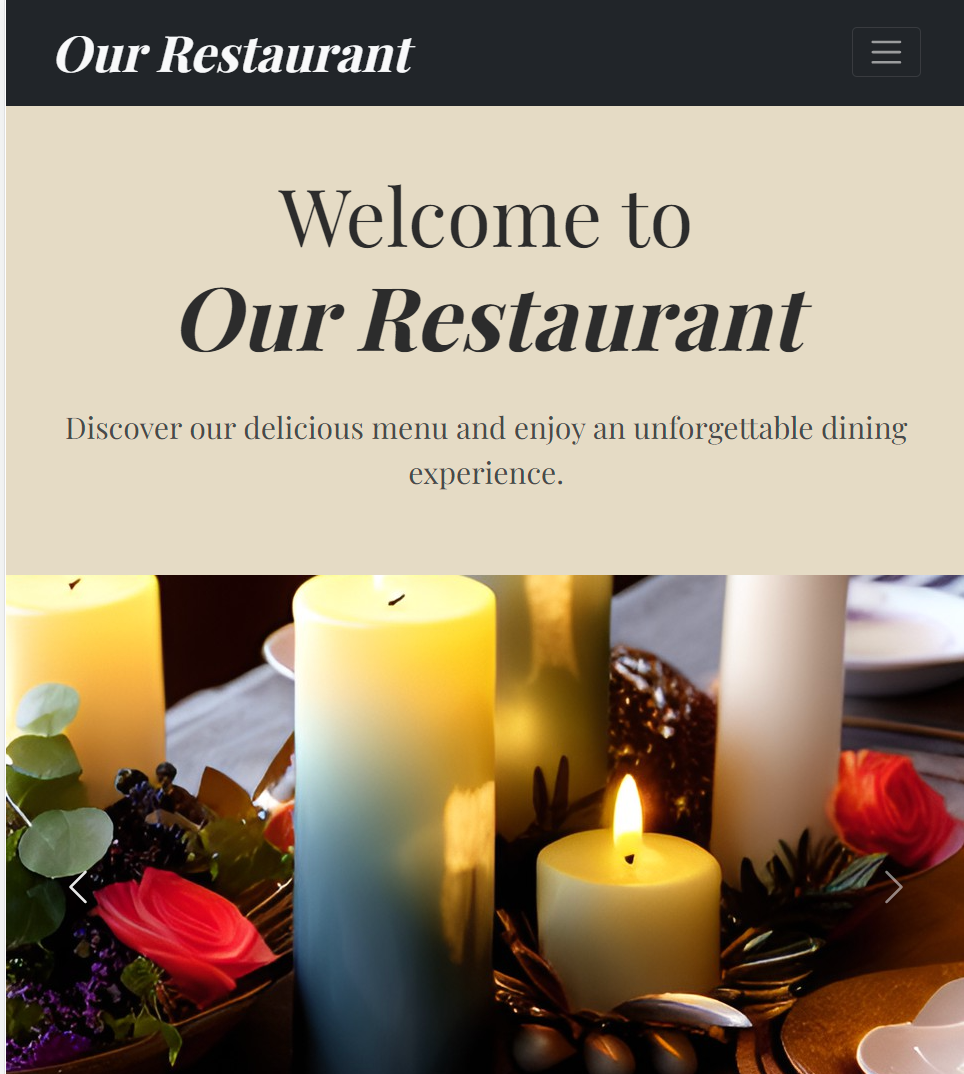 Our Restaurant
Welcome to
Our Restaurant
Discover our delicious menu and enjoy an unforgettable dining
experience.